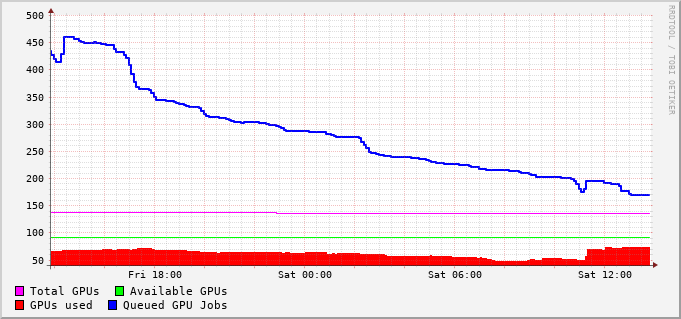 500
450
400
350
300
250
200
150
100
50
Fri 18:00 Sat 00:00 Sat 06:00 Sat 12:00
Total GPUs Available GPUs
GPUs used Queued GPU Jobs
RRDTOOL / TOBI OETIKER